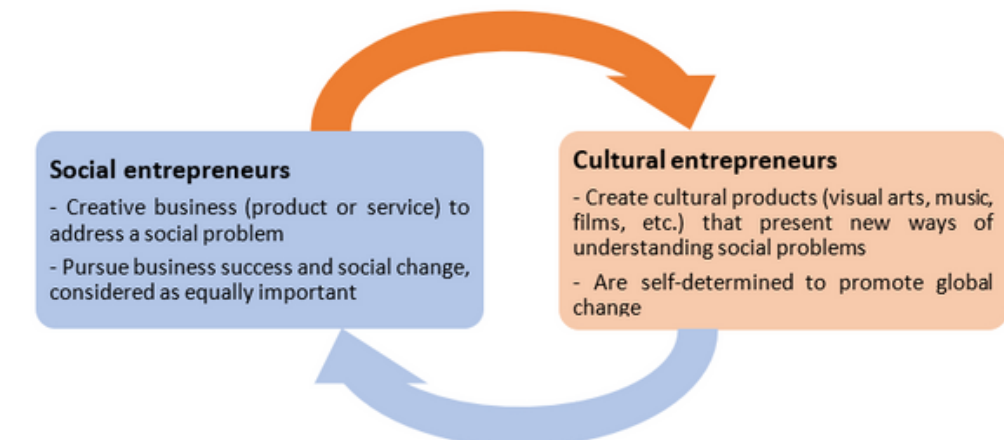 Social entrepreneurs
- Creative business (product or service) to
address a social problem
- Pursue business success and social change,
considered as equally important
Cultural entrepreneurs
- Create cultural products (visual arts, music,
films, etc.) that present new ways of
understanding social problems
- Are self-determined to promote global
change